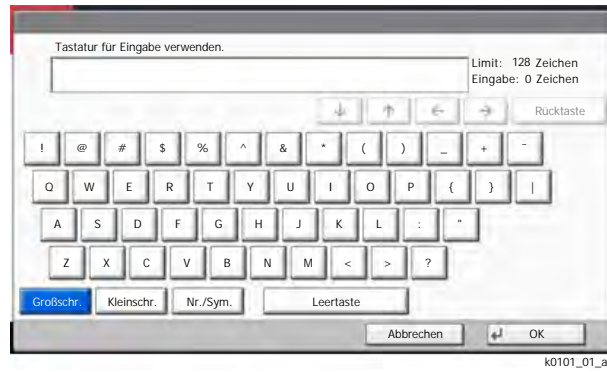 Tastatur für Eingabe verwenden.
Limit: 128 Zeichen
Eingabe: 0 Zeichen
↓ ↑ ← → Rücktaste
! @ # $ % ^ & * ( ) _ + ~
Q W E R T Y U I O P { } |
A S D F G H J K L : "
Z X C V B N M < > ?
Großschr. Kleinschr. Nr./Sym. Leertaste
Abbrechen ↵ OK
k0101_01_a